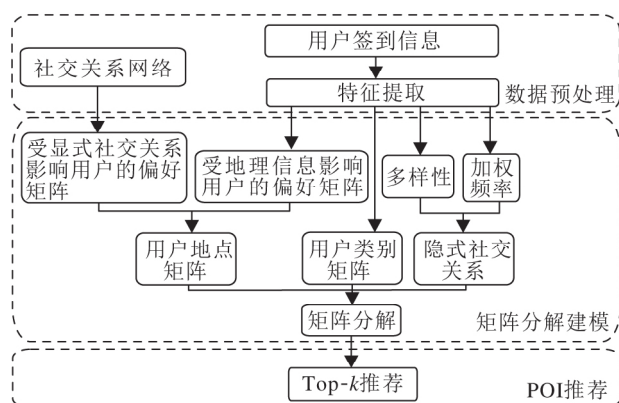 用户签到信息
社交关系网络
特征提取
数据预处理
受显式社交关系
影响用户的偏好
矩阵
受地理信息影响
用户的偏好矩阵
多样性
加权
频率
用户地点
矩阵
用户类别
矩阵
隐式社交
关系
矩阵分解
矩阵分解建模
Top-k推荐
POI推荐